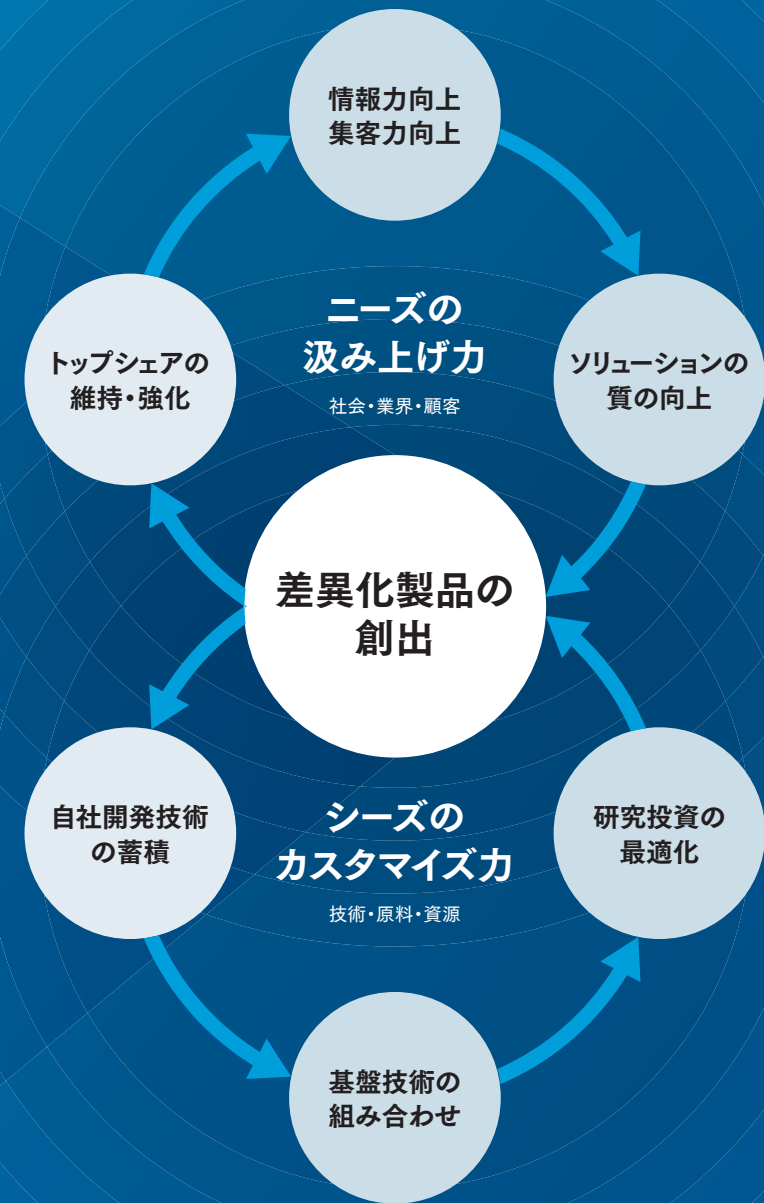 情報力向上
集客力向上
ニーズの
汲み上げ力
社会・業界・顧客
トップシェアの
維持・強化
ソリューションの
質の向上
差異化製品の
創出
自社開発技術
の蓄積
シーズの
カスタマイズ力
技術・原料・資源
研究投資の
最適化
基盤技術の
組み合わせ